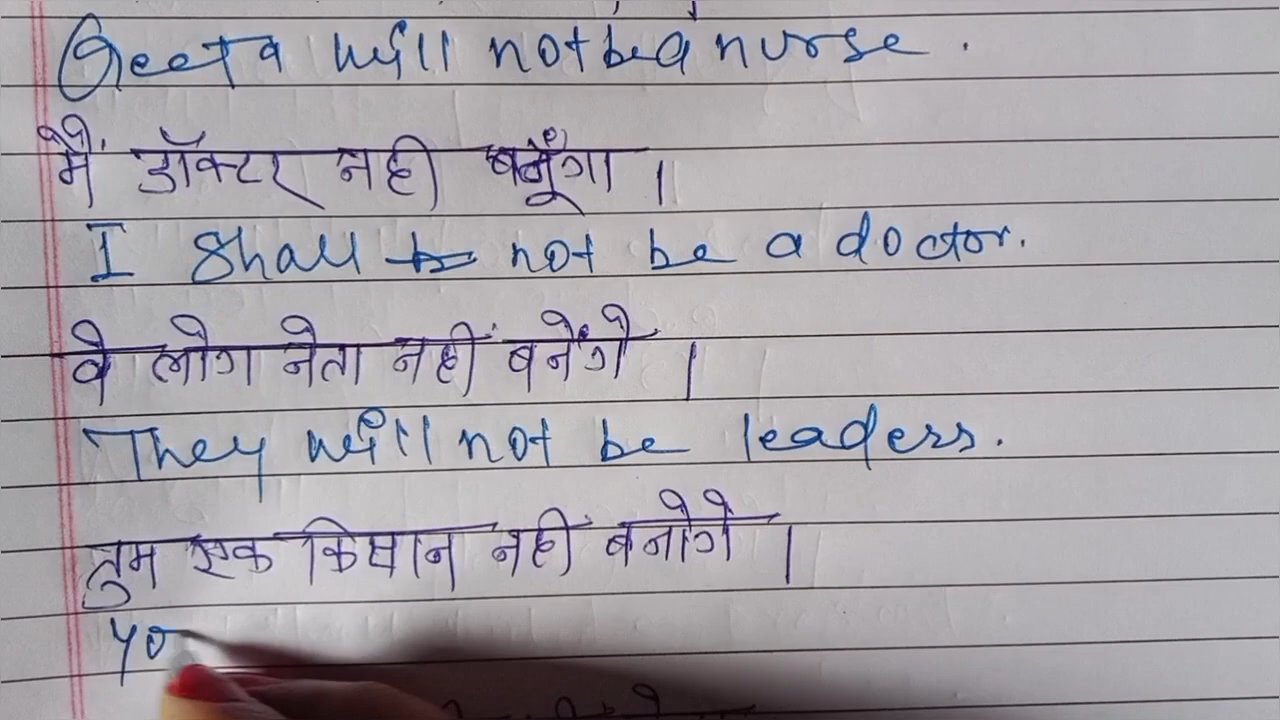 Geeta will not be a nurse.
मैं डॉक्टर नही बनूँगा ।
I shall be not be a doctor.
वे लोग नेता नहीं बनेंगे ।
They will not be leaders.
तुम एक किसान नहीं बनोगे ।
yo